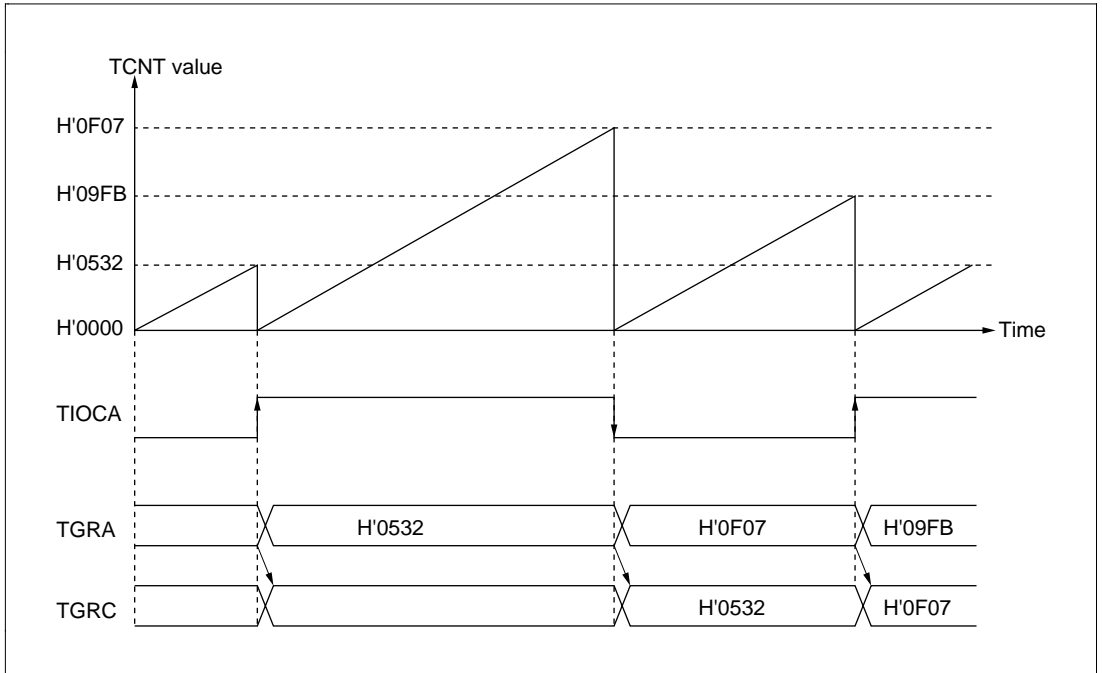 TCNT value
H'0F07
H'09FB
H'0532
H'0000
Time
TIOCA
TGRA
H'0532
H'0F07
H'09FB
TGRC
H'0532
H'0F07